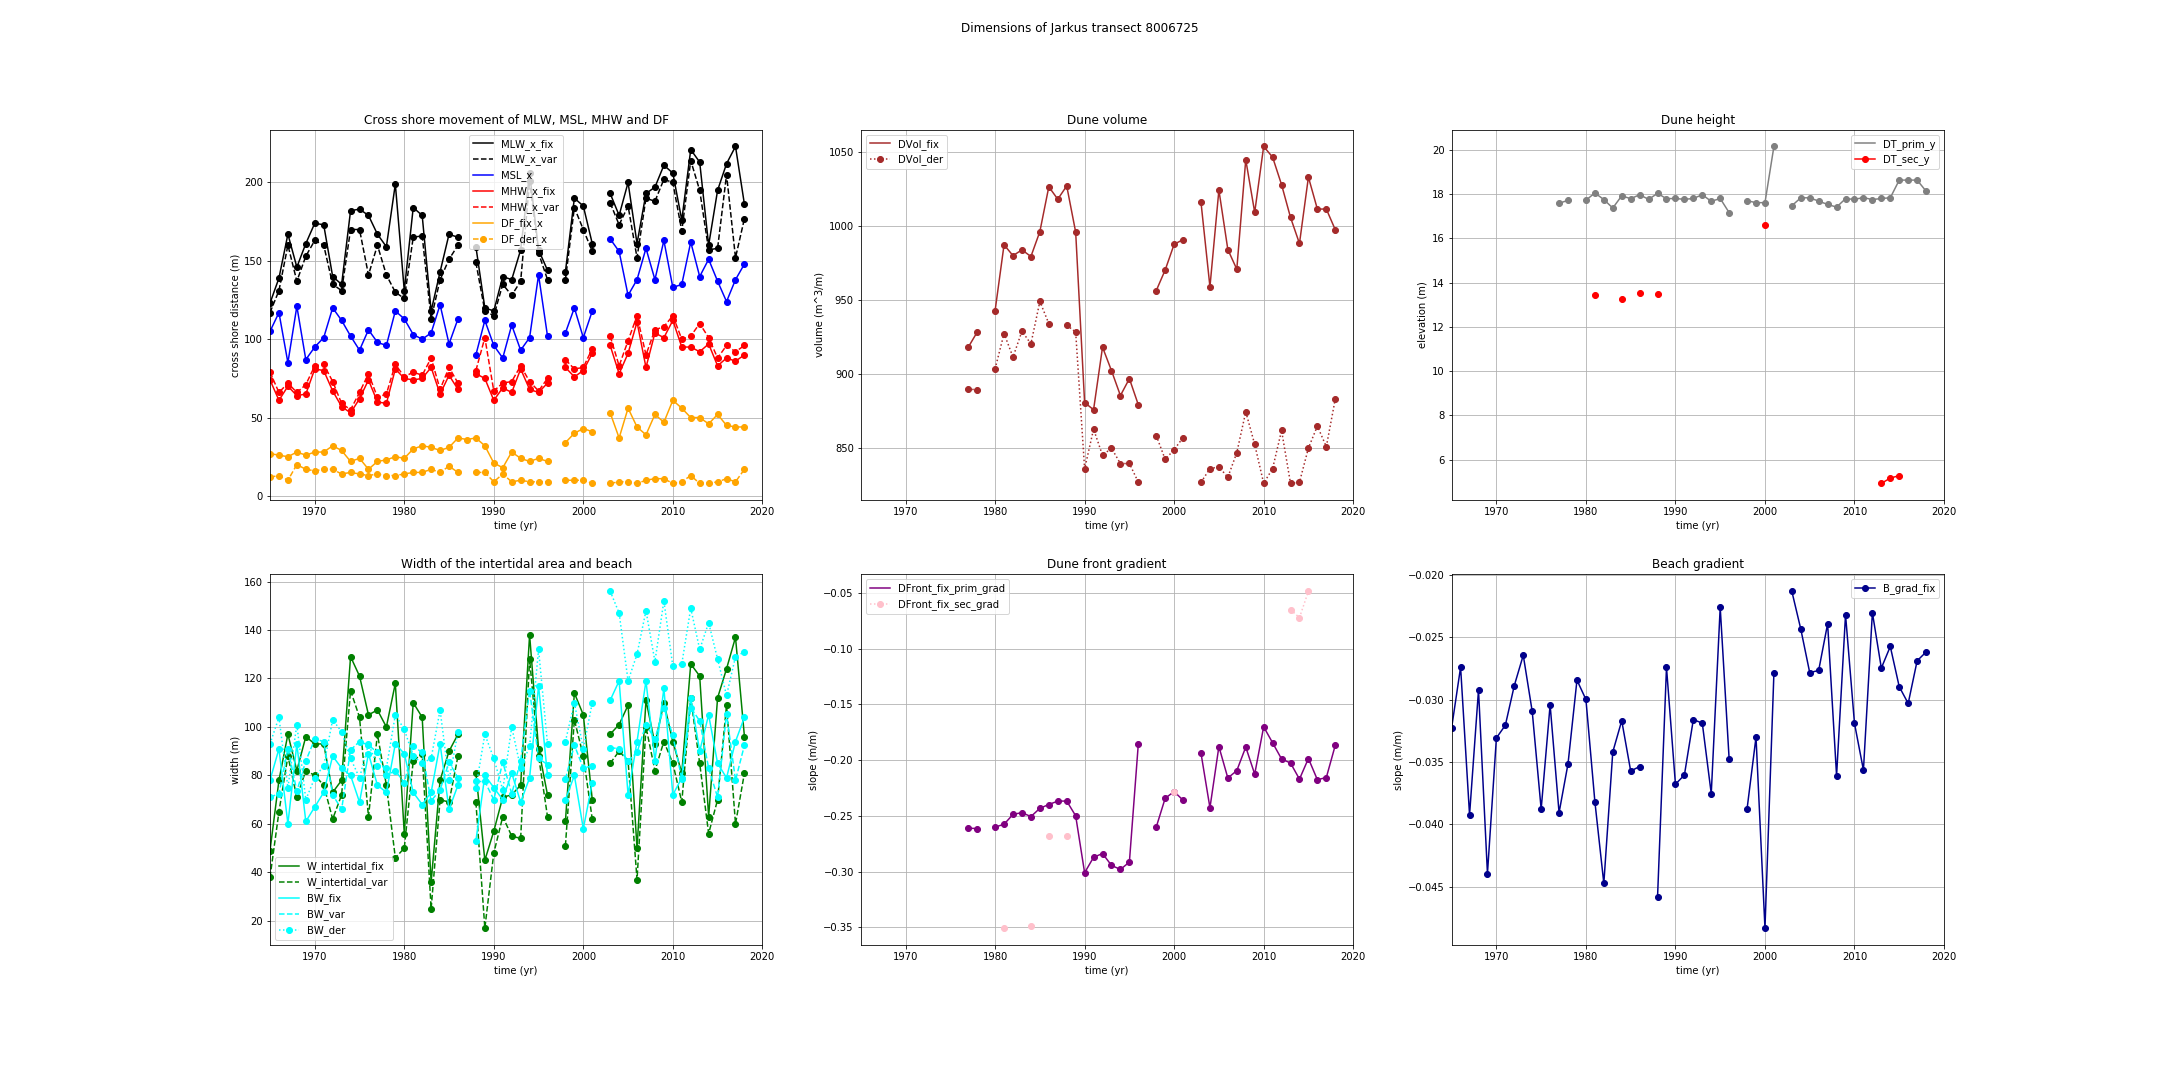 Dimensions of Jarkus transect 8006725
Cross shore movement of MLW, MSL, MHW and DF
cross shore distance (m)
200
150
100
50
0
MLW_x_fix
MLW_x_var
MSL_x
MHW_x_fix
MHW_x_var
DF_fix_x
DF_der_x
1970 1980 1990 2000 2010 2020
time (yr)
Dune volume
volume (m^3/m)
1050
1000
950
900
850
DVol_fix
DVol_der
1970 1980 1990 2000 2010 2020
time (yr)
Dune height
elevation (m)
20
18
16
14
12
10
8
6
DT_prim_y
DT_sec_y
1970 1980 1990 2000 2010 2020
time (yr)
Width of the intertidal area and beach
width (m)
160
140
120
100
80
60
40
20
W_intertidal_fix
W_intertidal_var
BW_fix
BW_var
BW_der
1970 1980 1990 2000 2010 2020
time (yr)
Dune front gradient
slope (m/m)
−0.05
−0.10
−0.15
−0.20
−0.25
−0.30
−0.35
DFront_fix_prim_grad
DFront_fix_sec_grad
1970 1980 1990 2000 2010 2020
time (yr)
Beach gradient
slope (m/m)
−0.020
−0.025
−0.030
−0.035
−0.040
−0.045
B_grad_fix
1970 1980 1990 2000 2010 2020
time (yr)